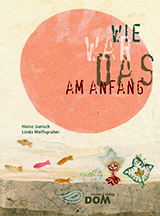 WIE
WAR
DAS
AM ANFANG
Heinz Janisch
Linda Wolfsgruber
DOM